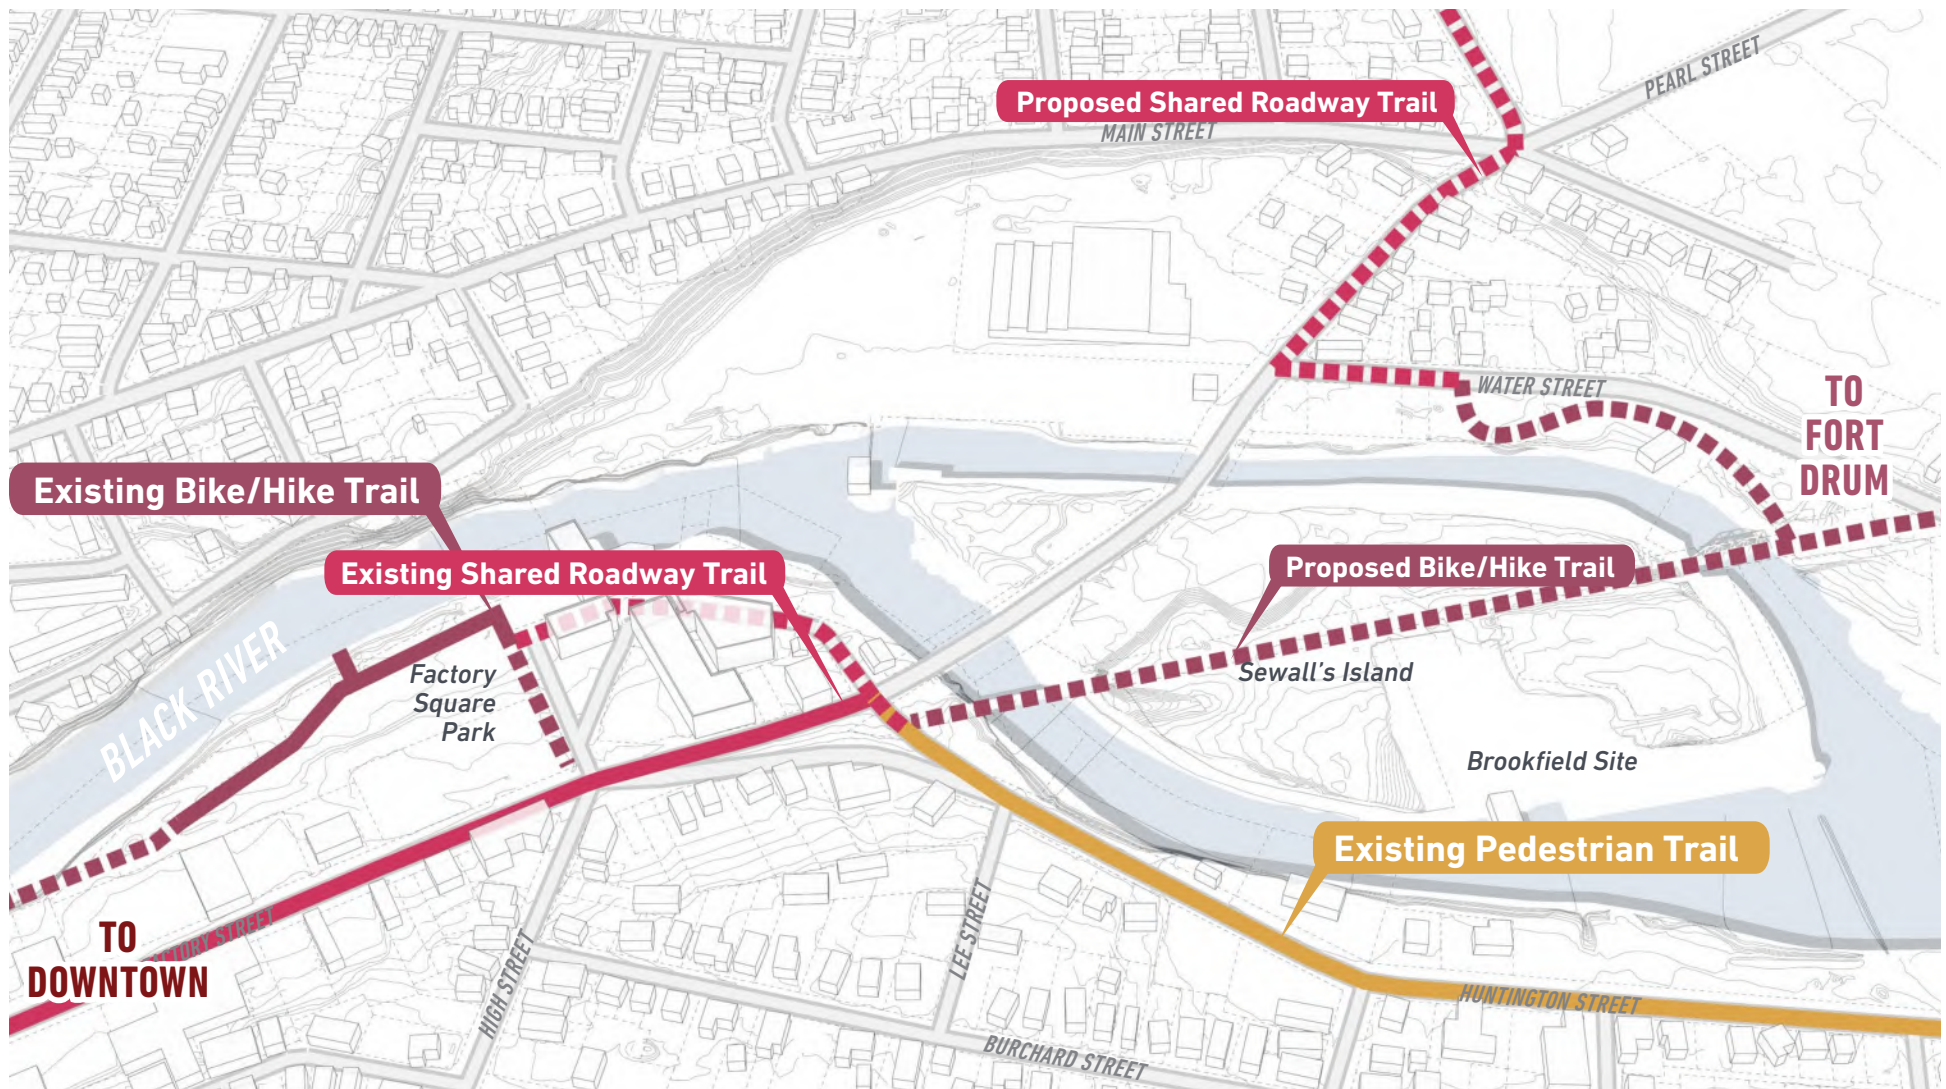 PEARL STREET
Proposed Shared Roadway Trail
MAIN STREET
WATER STREET
TO
FORT
DRUM
Existing Bike/Hike Trail
Existing Shared Roadway Trail
Proposed Bike/Hike Trail
BLACK RIVER
Factory
Square
Park
Sewall's Island
Brookfield Site
Existing Pedestrian Trail
TO
DOWNTOWN
FACTORY STREET
HIGH STREET
LEE STREET
HUNTINGTON STREET
BURCHARD STREET